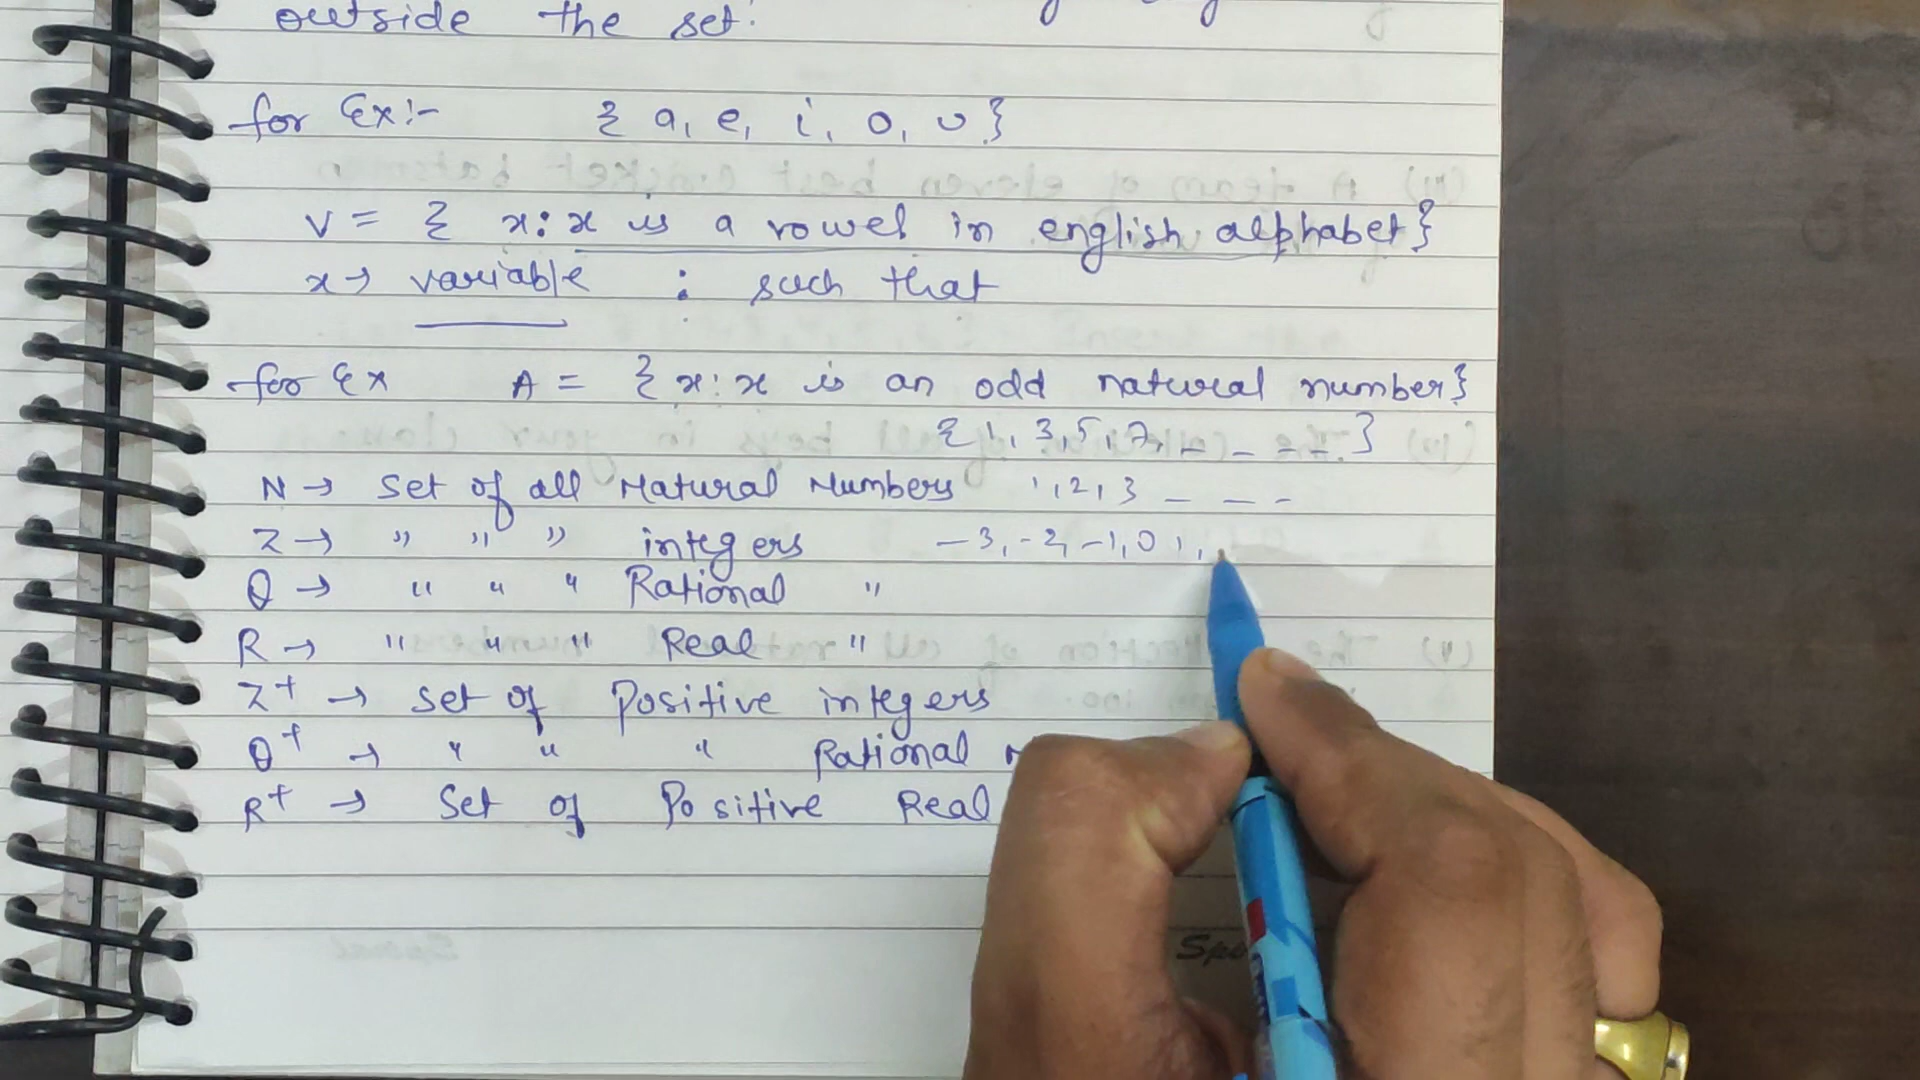 outside the set.
for Ex:- { a, e, i, o, u }
V = { x : x is a vowel in english alphabet }
x → variable : such that
for Ex A = { x : x is an odd natural number }
{ 1, 3, 5, 7, - - - - }
N → Set of all Natural Numbers 1, 2, 3 - - -
Z → " " " integers -3, -2, -1, 0 1,
Q → " " " Rational "
R → " " " Real "
Z+ → Set of Positive integers
Q+ → " " " Rational
R+ → Set of Positive Real